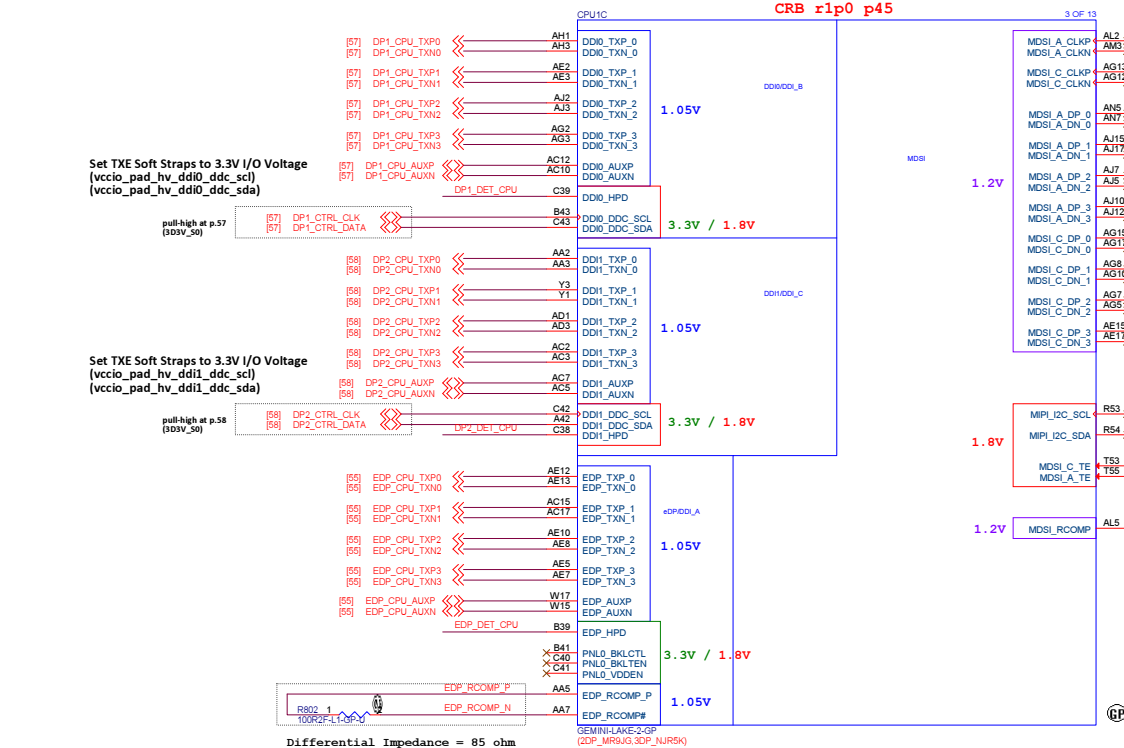 CRB r1p0 p45
CPU1C
3 OF 13
[57] DP1_CPU_TXP0 AH1 DDI0_TXP_0
[57] DP1_CPU_TXN0 AH3 DDI0_TXN_0
[57] DP1_CPU_TXP1 AE2 DDI0_TXP_1
[57] DP1_CPU_TXN1 AE3 DDI0_TXN_1
[57] DP1_CPU_TXP2 AJ2 DDI0_TXP_2
[57] DP1_CPU_TXN2 AJ3 DDI0_TXN_2
[57] DP1_CPU_TXP3 AG2 DDI0_TXP_3
[57] DP1_CPU_TXN3 AG3 DDI0_TXN_3
[57] DP1_CPU_AUXP AC12 DDI0_AUXP
[57] DP1_CPU_AUXN AC10 DDI0_AUXN
1.05V
DDI0/DDI_B
Set TXE Soft Straps to 3.3V I/O Voltage
(vccio_pad_hv_ddi0_ddc_scl)
(vccio_pad_hv_ddi0_ddc_sda)
DP1_DET_CPU C39 DDI0_HPD
pull-high at p.57
(3D3V_S0)
[57] DP1_CTRL_CLK B43 DDI0_DDC_SCL
[57] DP1_CTRL_DATA C43 DDI0_DDC_SDA
3.3V / 1.8V
[58] DP2_CPU_TXP0 AA2 DDI1_TXP_0
[58] DP2_CPU_TXN0 AA3 DDI1_TXN_0
[58] DP2_CPU_TXP1 Y3 DDI1_TXP_1
[58] DP2_CPU_TXN1 Y1 DDI1_TXN_1
[58] DP2_CPU_TXP2 AD1 DDI1_TXP_2
[58] DP2_CPU_TXN2 AD3 DDI1_TXN_2
[58] DP2_CPU_TXP3 AC2 DDI1_TXP_3
[58] DP2_CPU_TXN3 AC3 DDI1_TXN_3
[58] DP2_CPU_AUXP AC7 DDI1_AUXP
[58] DP2_CPU_AUXN AC5 DDI1_AUXN
1.05V
DDI1/DDI_C
Set TXE Soft Straps to 3.3V I/O Voltage
(vccio_pad_hv_ddi1_ddc_scl)
(vccio_pad_hv_ddi1_ddc_sda)
pull-high at p.58
(3D3V_S0)
[58] DP2_CTRL_CLK C42 DDI1_DDC_SCL
[58] DP2_CTRL_DATA A42 DDI1_DDC_SDA
DP2_DET_CPU C38 DDI1_HPD
3.3V / 1.8V
[55] EDP_CPU_TXP0 AE12 EDP_TXP_0
[55] EDP_CPU_TXN0 AE13 EDP_TXN_0
[55] EDP_CPU_TXP1 AC15 EDP_TXP_1
[55] EDP_CPU_TXN1 AC17 EDP_TXN_1
[55] EDP_CPU_TXP2 AE10 EDP_TXP_2
[55] EDP_CPU_TXN2 AE8 EDP_TXN_2
[55] EDP_CPU_TXP3 AE5 EDP_TXP_3
[55] EDP_CPU_TXN3 AE7 EDP_TXN_3
[55] EDP_CPU_AUXP W17 EDP_AUXP
[55] EDP_CPU_AUXN W15 EDP_AUXN
eDP/DDI_A
1.05V
EDP_DET_CPU B39 EDP_HPD
B41 PNL0_BKLCTL
C40 PNL0_BKLTEN
C41 PNL0_VDDEN
3.3V / 1.8V
EDP_RCOMP_P AA5 EDP_RCOMP_P
EDP_RCOMP_N AA7 EDP_RCOMP#
1.05V
R802 1
100R2F-L1-GP-U
Differential Impedance = 85 ohm
GEMINI-LAKE-2-GP
(2DP_MR9JG,3DP_NJR5K)
MDSI
1.2V
MDSI_A_CLKP AL2
MDSI_A_CLKN AM3
MDSI_C_CLKP AG13
MDSI_C_CLKN AG12
MDSI_A_DP_0 AN5
MDSI_A_DN_0 AN7
MDSI_A_DP_1 AJ15
MDSI_A_DN_1 AJ17
MDSI_A_DP_2 AJ7
MDSI_A_DN_2 AJ5
MDSI_A_DP_3 AJ10
MDSI_A_DN_3 AJ12
MDSI_C_DP_0 AG15
MDSI_C_DN_0
MDSI_C_DP_1 AG8
MDSI_C_DN_1 AG10
MDSI_C_DP_2 AG7
MDSI_C_DN_2 AG5
MDSI_C_DP_3 AE15
MDSI_C_DN_3 AE17
1.8V
MIPI_I2C_SCL R53
MIPI_I2C_SDA R54
MDSI_C_TE T53
MDSI_A_TE T55
1.2V
MDSI_RCOMP AL5
GP